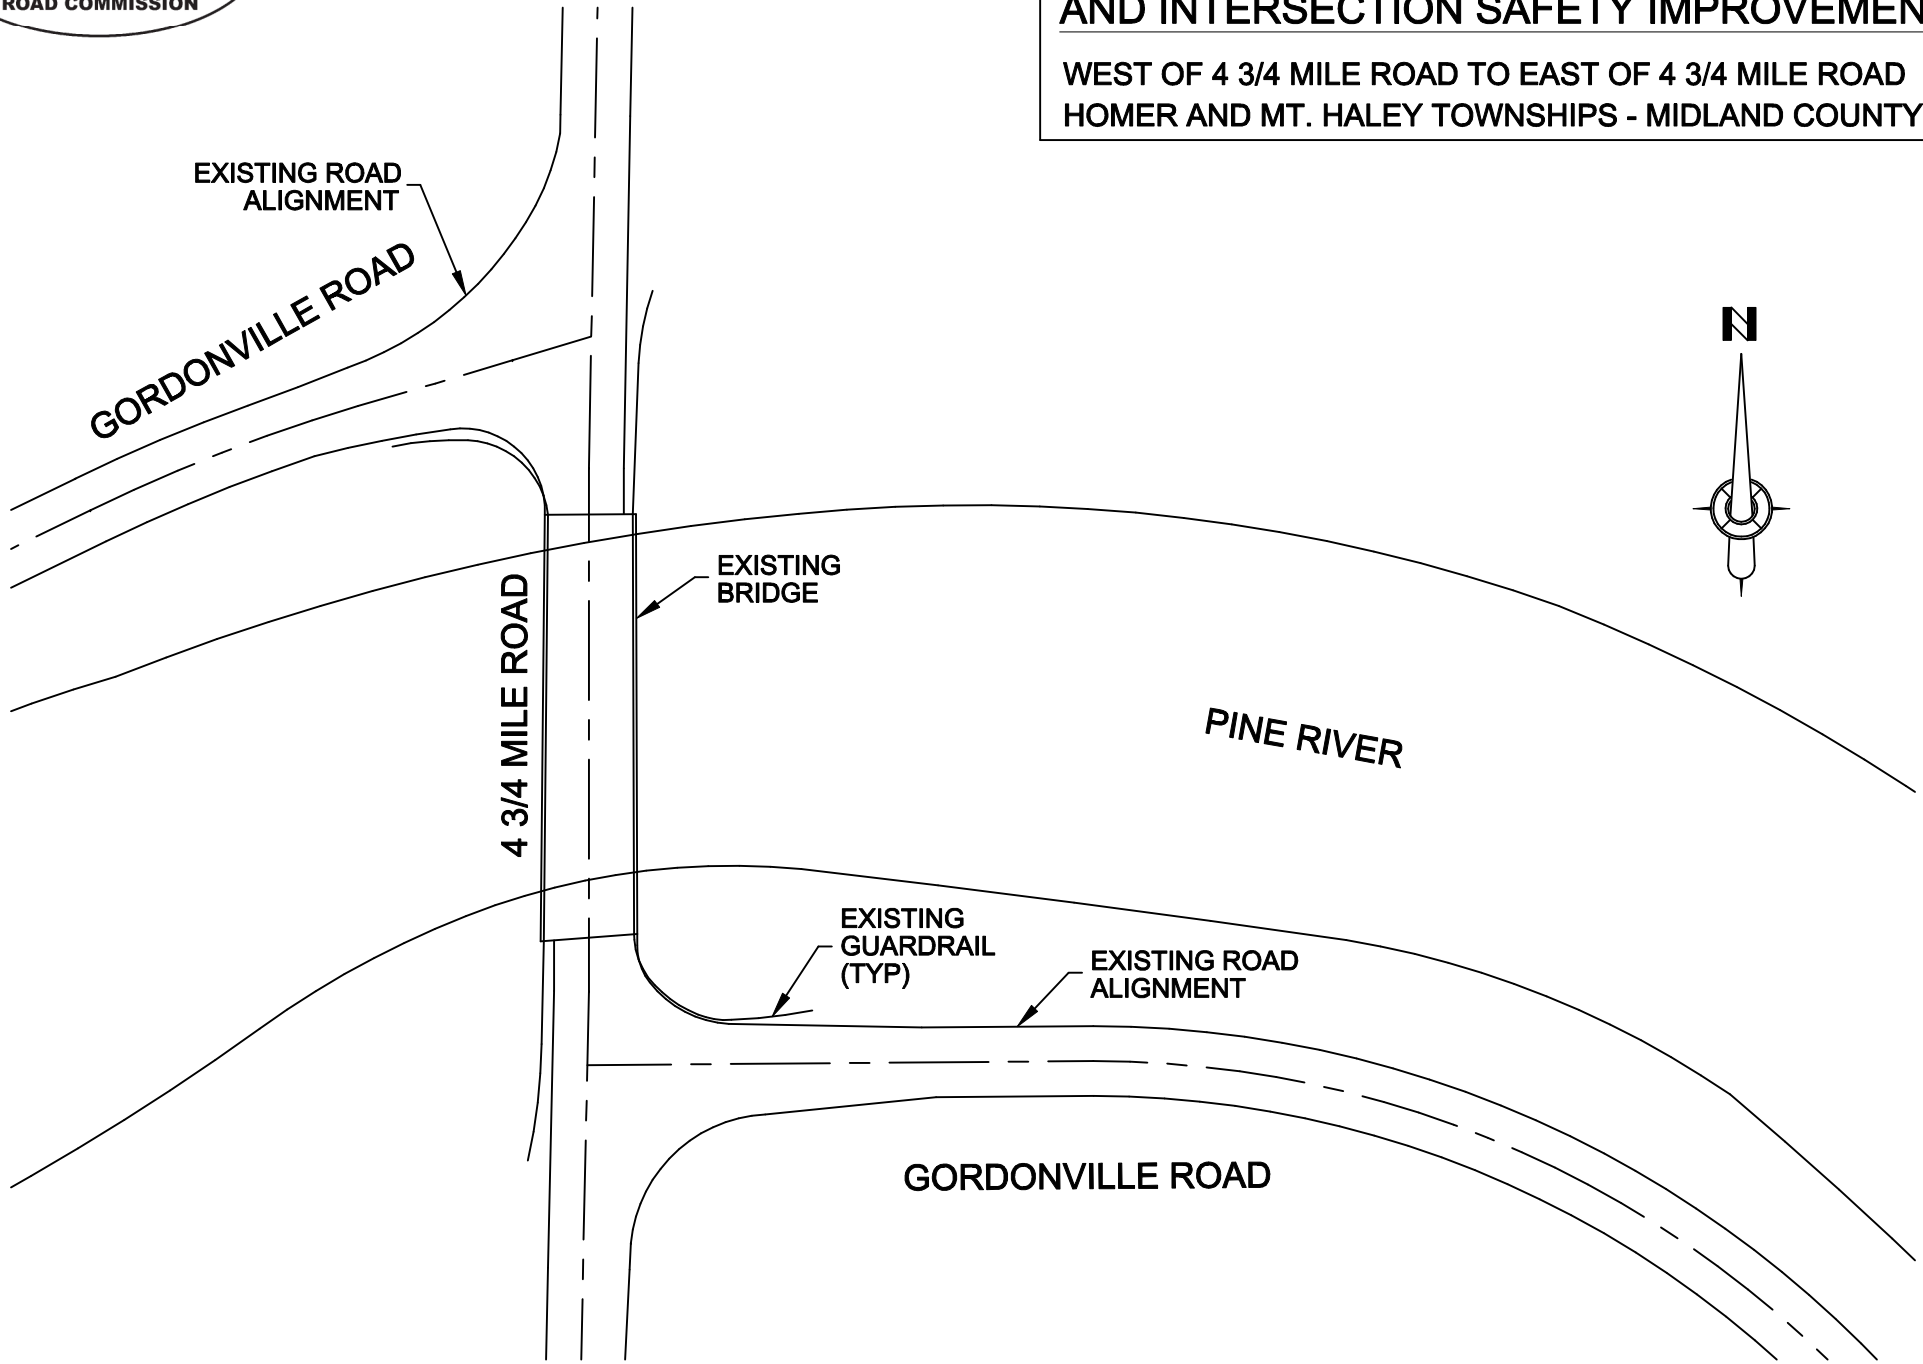 ROAD COMMISSION
AND INTERSECTION SAFETY IMPROVEMEN
WEST OF 4 3/4 MILE ROAD TO EAST OF 4 3/4 MILE ROAD
HOMER AND MT. HALEY TOWNSHIPS - MIDLAND COUNTY
EXISTING ROAD
ALIGNMENT
GORDONVILLE ROAD
N
EXISTING
BRIDGE
4 3/4 MILE ROAD
PINE RIVER
EXISTING
GUARDRAIL
(TYP)
EXISTING ROAD
ALIGNMENT
GORDONVILLE ROAD